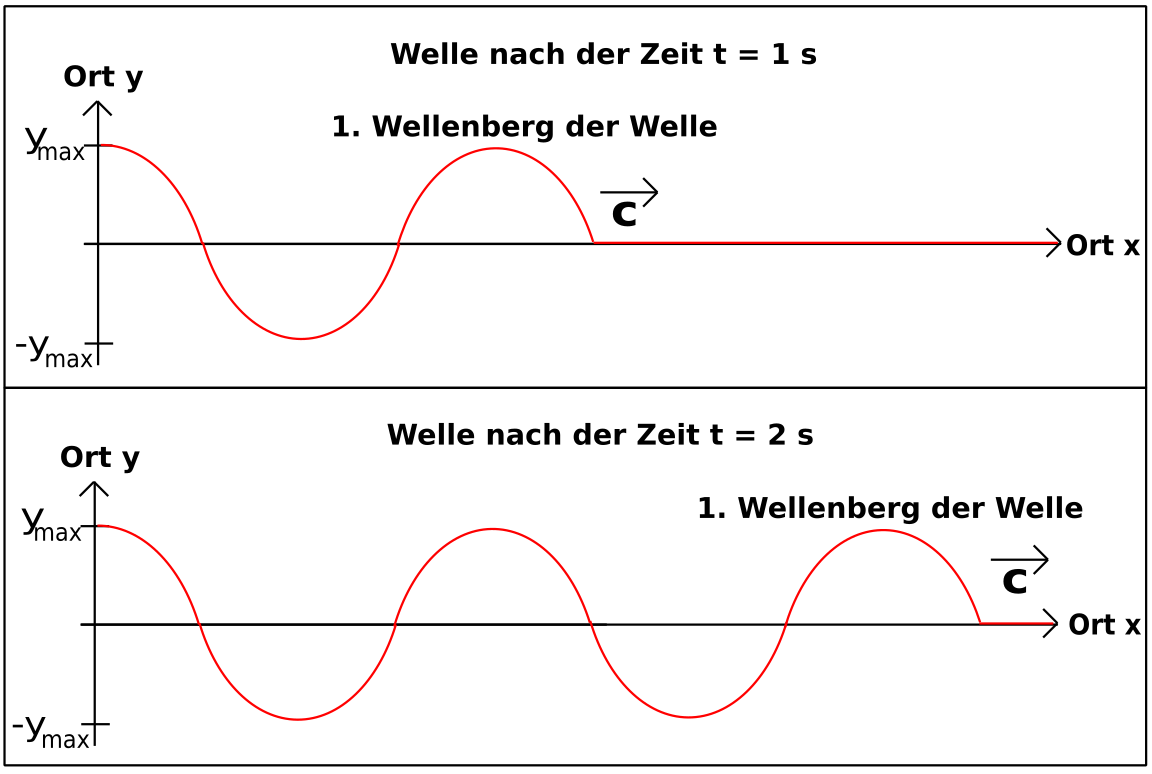 Welle nach der Zeit t = 1 s
Ort y
1. Wellenberg der Welle
ymax
c
Ort x
-ymax
Welle nach der Zeit t = 2 s
Ort y
1. Wellenberg der Welle
ymax
c
Ort x
-ymax